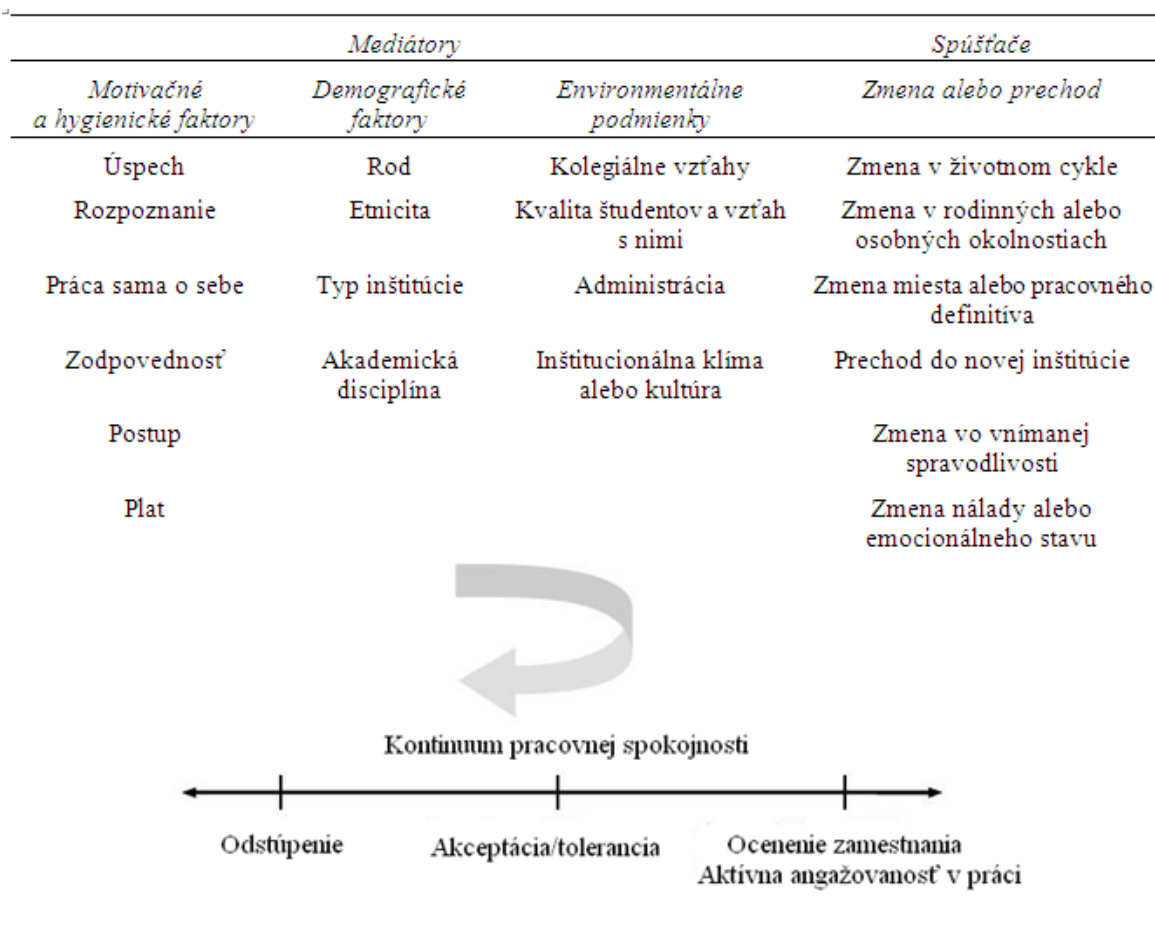 Mediátory Spúšťače
Motivačné Demografické Environmentálne Zmena alebo prechod
a hygienické faktory faktory podmienky
Úspech Rod Kolegiálne vzťahy Zmena v životnom cykle
Rozpoznanie Etnicita Kvalita študentov a vzťah Zmena v rodinných alebo
s nimi osobných okolnostiach
Práca sama o sebe Typ inštitúcie Administrácia Zmena miesta alebo pracovného
definitíva
Zodpovednosť Akademická Inštitucionálna klíma Prechod do novej inštitúcie
disciplína alebo kultúra
Postup Zmena vo vnímanej
spravodlivosti
Plat Zmena nálady alebo
emocionálneho stavu
Kontinuum pracovnej spokojnosti
Odstúpenie Akceptácia/tolerancia Ocenenie zamestnania
Aktívna angažovanosť v práci